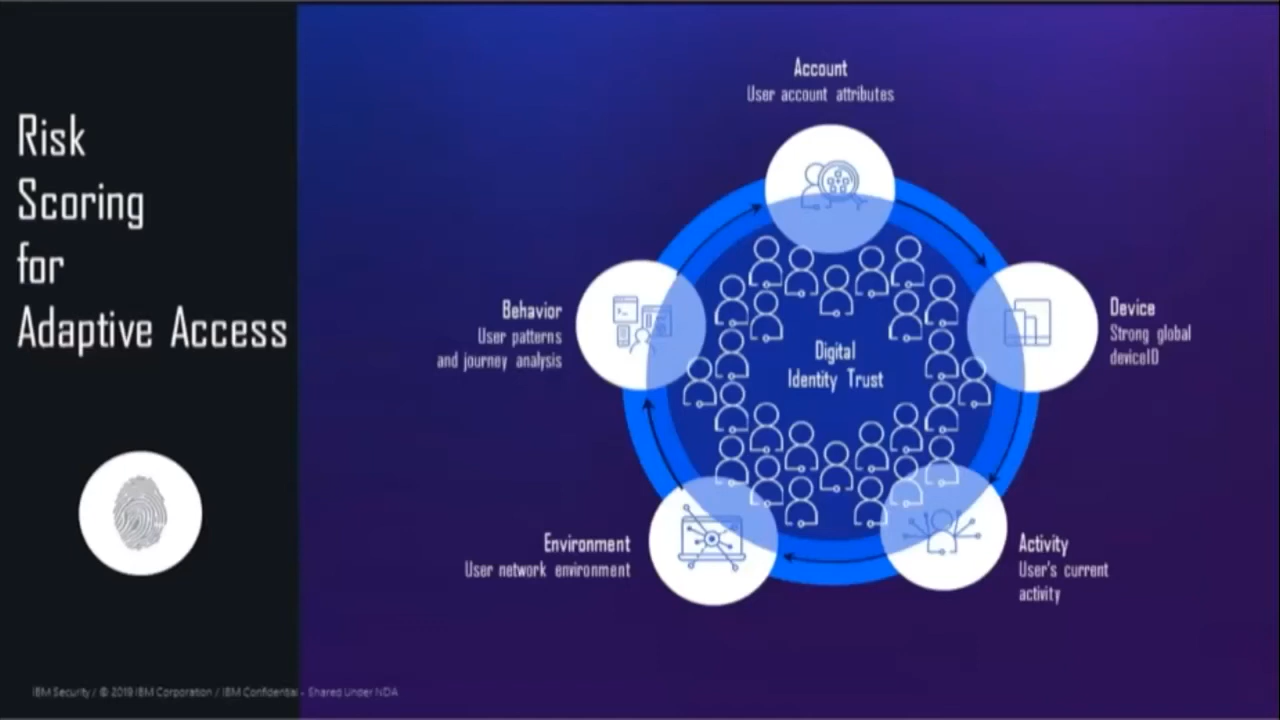 Risk
Scoring
for
Adaptive Access
Account
User account attributes
Behavior
User patterns
and journey analysis
Device
Strong global
deviceID
Digital
Identity Trust
Environment
User network environment
Activity
User's current
activity
IBM Security / © 2019 IBM Corporation / IBM Confidential - Shared Under NDA